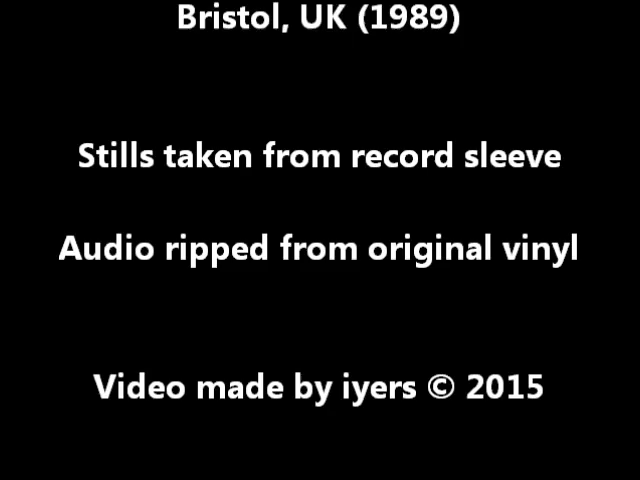 Bristol, UK (1989)
Stills taken from record sleeve
Audio ripped from original vinyl
Video made by iyers © 2015